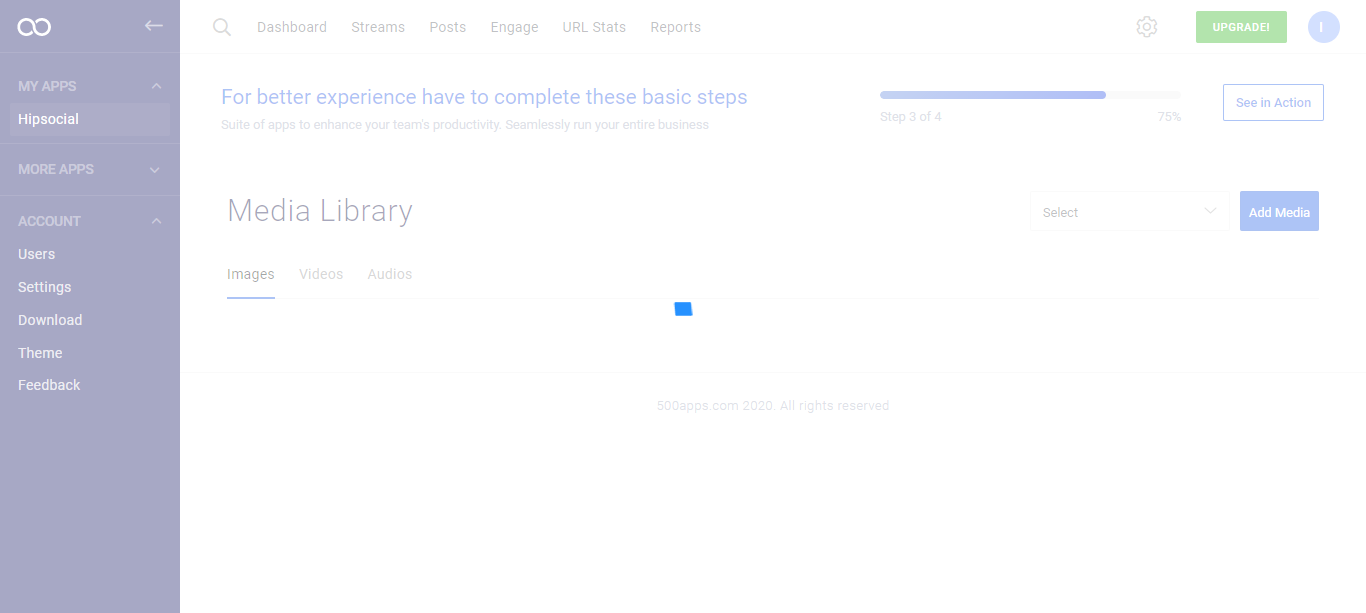 Dashboard Streams Posts Engage URL Stats Reports UPGRADE! I
MY APPS
Hipsocial
MORE APPS
ACCOUNT
Users
Settings
Download
Theme
Feedback
For better experience have to complete these basic steps
Suite of apps to enhance your team's productivity. Seamlessly run your entire business
Step 3 of 4 75%
See in Action
Media Library
Select
Add Media
Images Videos Audios
500apps.com 2020. All rights reserved